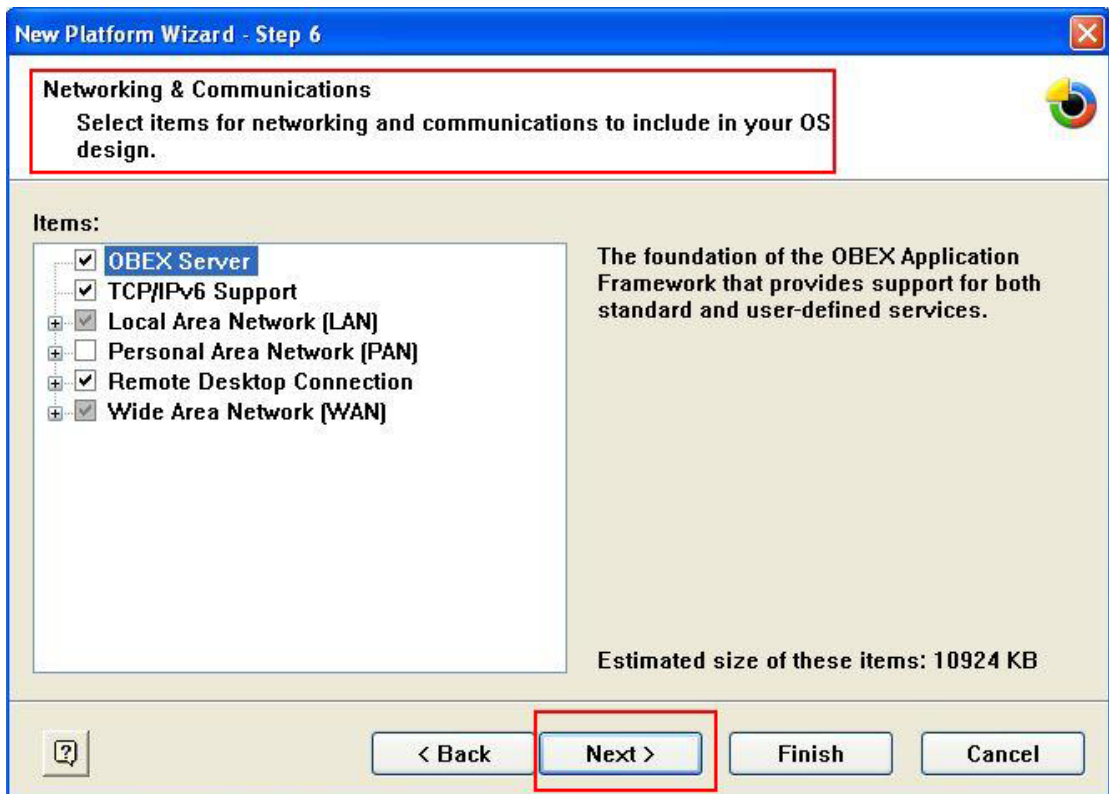 New Platform Wizard - Step 6
Networking & Communications
Select items for networking and communications to include in your OS
design.
Items:
OBEX Server
TCP/IPv6 Support
Local Area Network (LAN)
Personal Area Network (PAN)
Remote Desktop Connection
Wide Area Network (WAN)
The foundation of the OBEX Application
Framework that provides support for both
standard and user-defined services.
Estimated size of these items: 10924 KB
< Back
Next >
Finish
Cancel